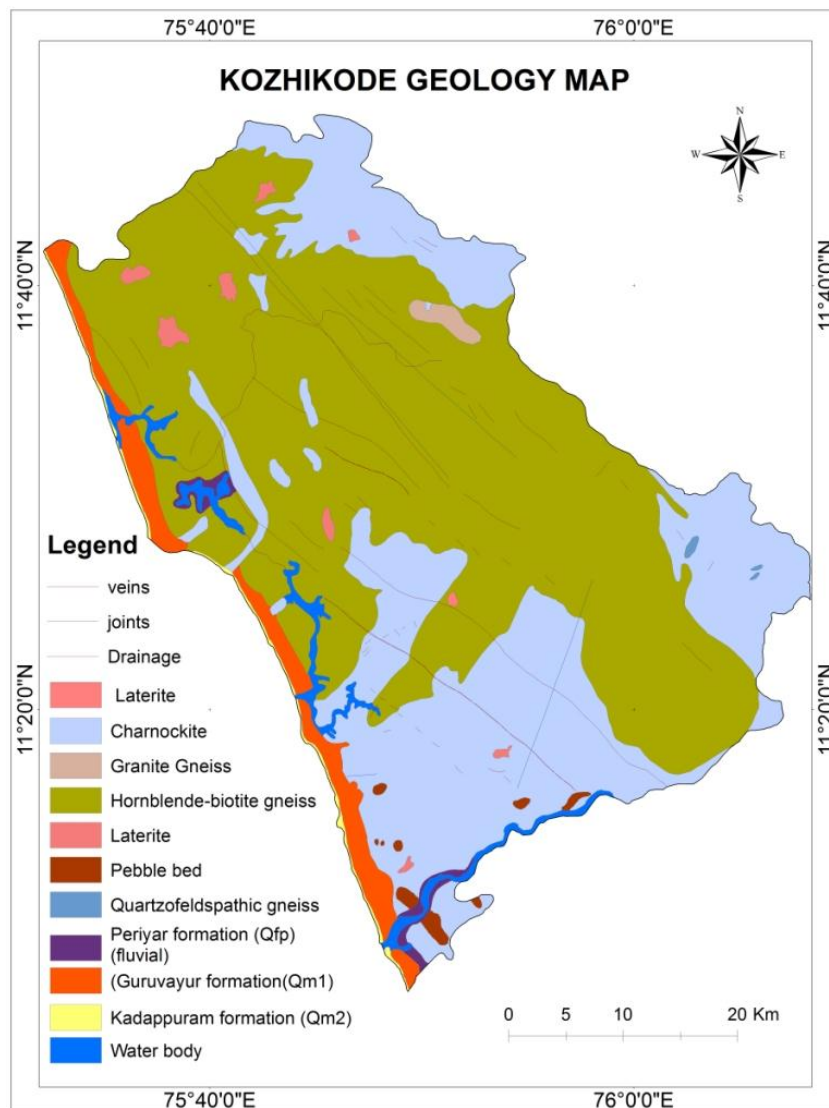 75°40'0"E
76°0'0"E
KOZHIKODE GEOLOGY MAP
N
W
E
S
11°40'0"N
11°40'0"N
Legend
veins
joints
Drainage
Laterite
Charnockite
Granite Gneiss
Hornblende-biotite gneiss
Laterite
Pebble bed
Quartzofeldspathic gneiss
Periyar formation (Qfp)
(fluvial)
(Guruvayur formation(Qm1)
Kadappuram formation (Qm2)
Water body
11°20'0"N
11°20'0"N
0 5 10 20 Km
75°40'0"E
76°0'0"E